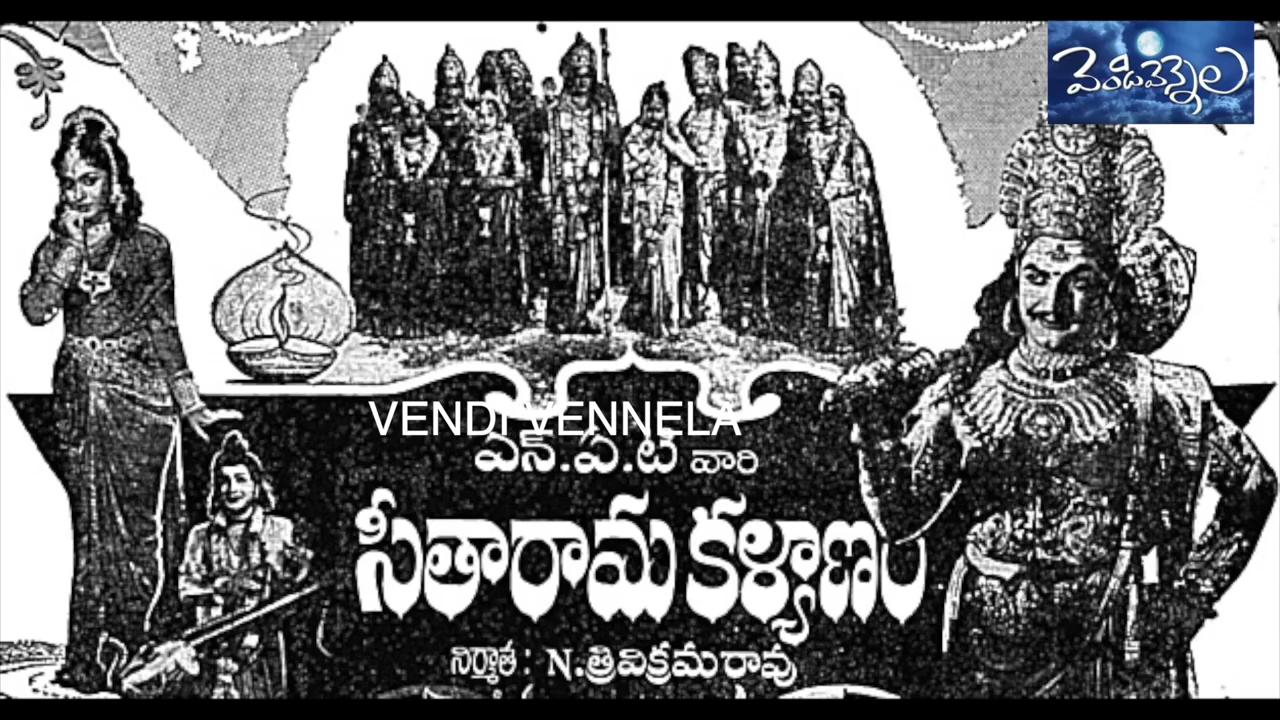 వెండివెన్నెల
VENDI VENNELA
ఎన్.ఏ.టి వారి
సీతారామ కళ్యాణం
నిర్మాత: N.త్రివిక్రమరావు